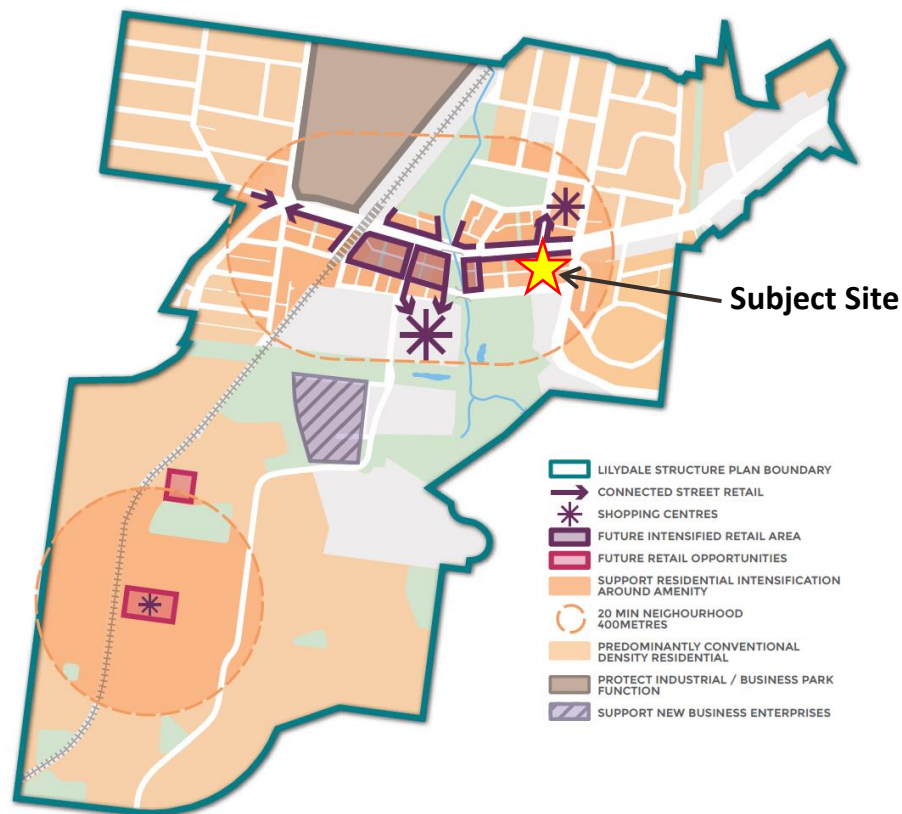 Subject Site
LILYDALE STRUCTURE PLAN BOUNDARY
CONNECTED STREET RETAIL
SHOPPING CENTRES
FUTURE INTENSIFIED RETAIL AREA
FUTURE RETAIL OPPORTUNITIES
SUPPORT RESIDENTIAL INTENSIFICATION
AROUND AMENITY
20 MIN NEIGHOURHOOD
400METRES
PREDOMINANTLY CONVENTIONAL
DENSITY RESIDENTIAL
PROTECT INDUSTRIAL / BUSINESS PARK
FUNCTION
SUPPORT NEW BUSINESS ENTERPRISES